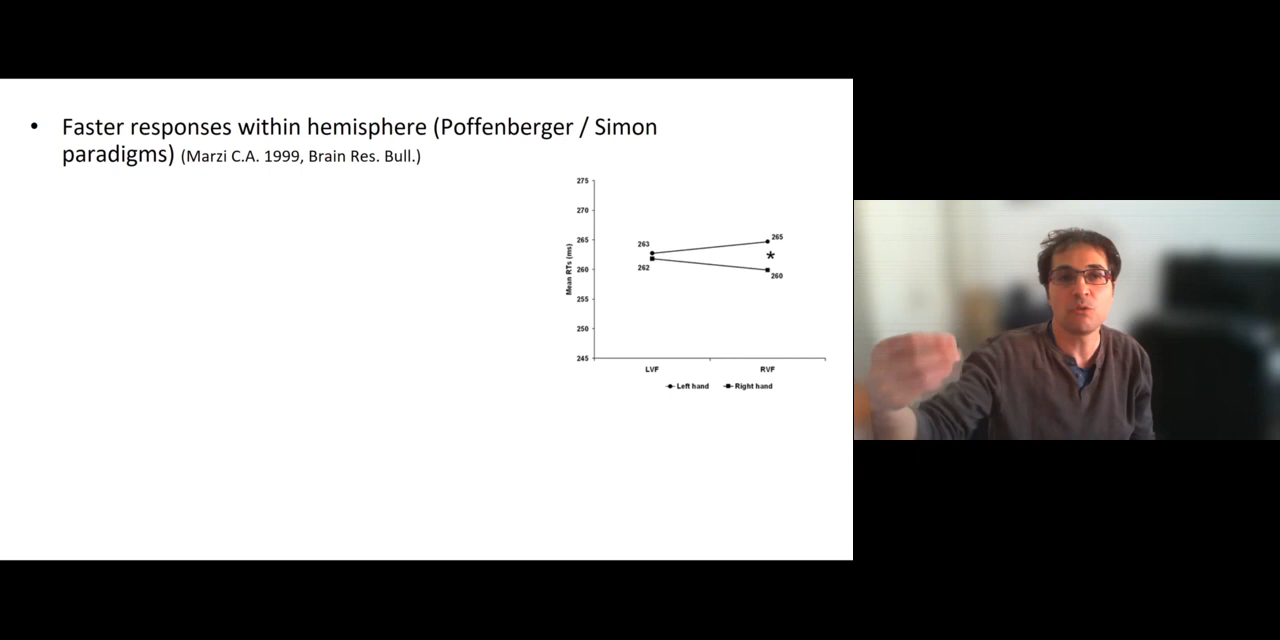 • Faster responses within hemisphere (Poffenberger / Simon
paradigms) (Marzi C.A. 1999, Brain Res. Bull.)
275
270
265
260
255
250
245
Mean RTs (ms)
263
262
265
*
260
LVF RVF
Left hand Right hand